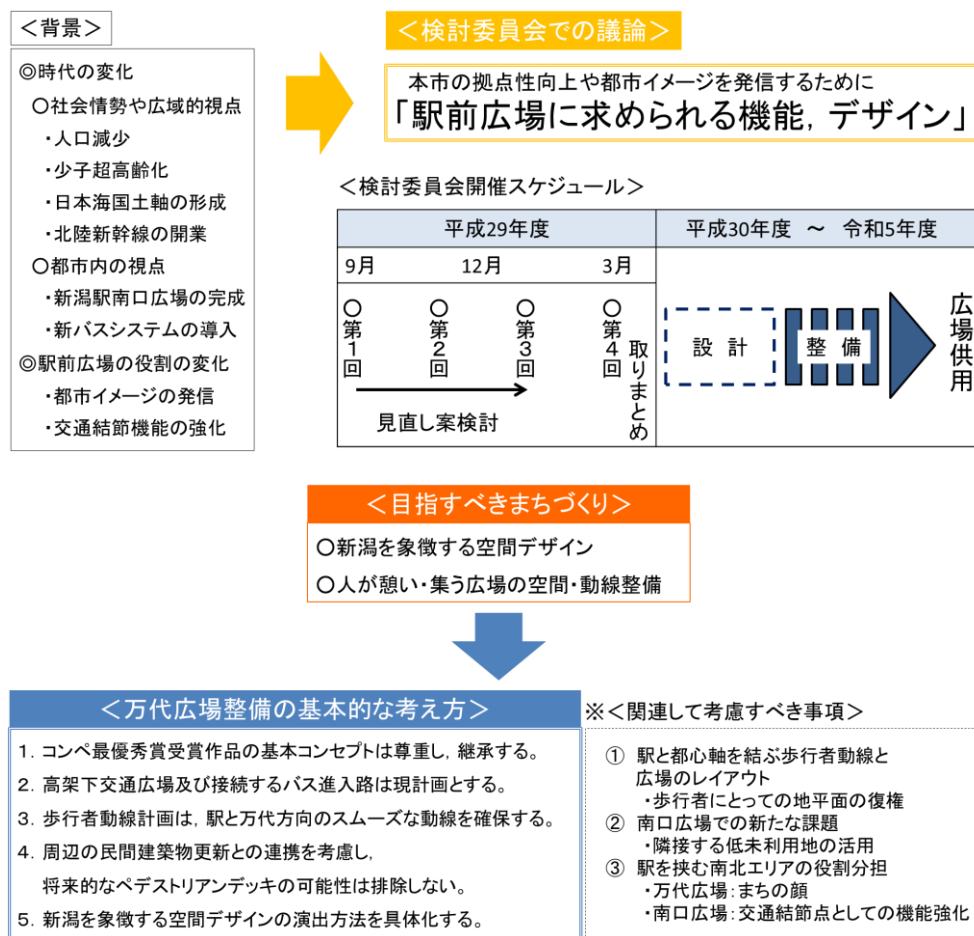 ＜背景＞
◎時代の変化
〇社会情勢や広域的視点
・人口減少
・少子超高齢化
・日本海国土軸の形成
・北陸新幹線の開業
〇都市内の視点
・新潟駅南口広場の完成
・新バスシステムの導入
◎駅前広場の役割の変化
・都市イメージの発信
・交通結節機能の強化
＜検討委員会での議論＞
本市の拠点性向上や都市イメージを発信するために
「駅前広場に求められる機能，デザイン」
＜検討委員会開催スケジュール＞
平成29年度
平成30年度 ～ 令和5年度
9月 12月 3月
〇第1回
〇第2回
〇第3回
〇第4回
取りまとめ
見直し案検討
設計
整備
広場供用
＜目指すべきまちづくり＞
〇新潟を象徴する空間デザイン
〇人が憩い・集う広場の空間・動線整備
＜万代広場整備の基本的な考え方＞
1．コンペ最優秀賞受賞作品の基本コンセプトは尊重し，継承する。
2．高架下交通広場及び接続するバス進入路は現計画とする。
3．歩行者動線計画は，駅と万代方向のスムーズな動線を確保する。
4．周辺の民間建築物更新との連携を考慮し，
将来的なペデストリアンデッキの可能性は排除しない。
5．新潟を象徴する空間デザインの演出方法を具体化する。
※＜関連して考慮すべき事項＞
① 駅と都心軸を結ぶ歩行者動線と
広場のレイアウト
・歩行者にとっての地平面の復権
② 南口広場での新たな課題
・隣接する低未利用地の活用
③ 駅を挟む南北エリアの役割分担
・万代広場：まちの顔
・南口広場：交通結節点としての機能強化